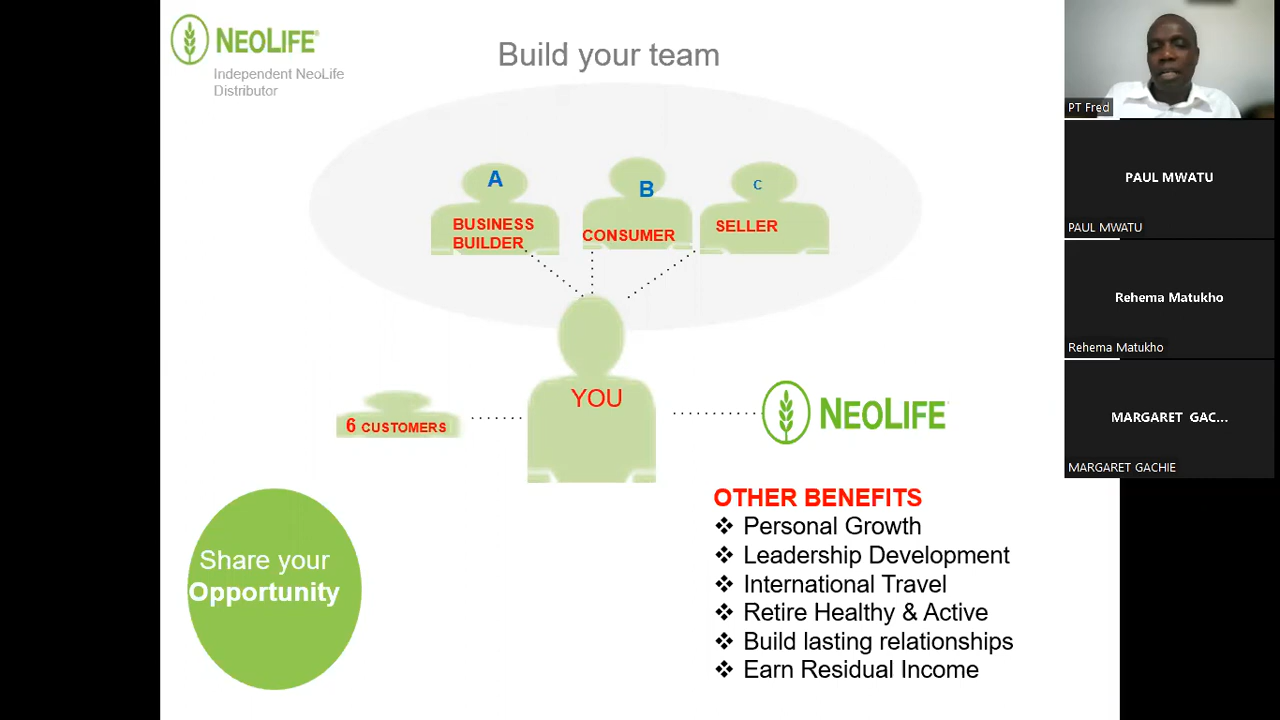 NEOLIFE®
Independent NeoLife
Distributor
Build your team
A
BUSINESS
BUILDER
B
CONSUMER
C
SELLER
YOU
6 CUSTOMERS
NEOLIFE
Share your
Opportunity
OTHER BENEFITS
❖ Personal Growth
❖ Leadership Development
❖ International Travel
❖ Retire Healthy & Active
❖ Build lasting relationships
❖ Earn Residual Income
PT Fred
PAUL MWATU
PAUL MWATU
Rehema Matukho
Rehema Matukho
MARGARET GAC...
MARGARET GACHIE